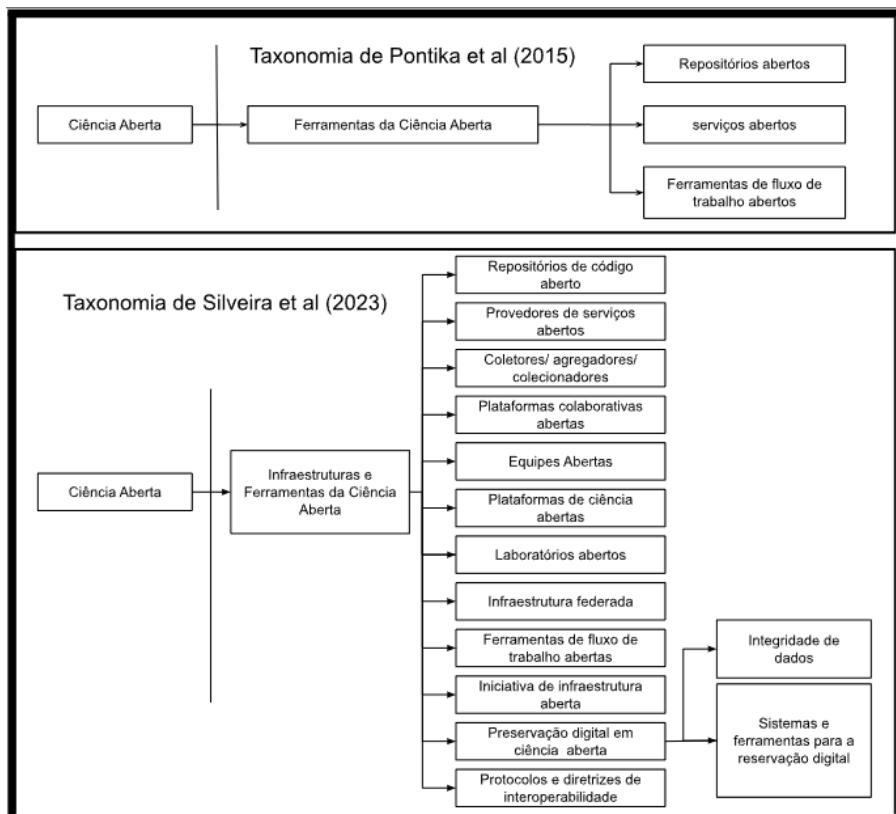 Taxonomia de Pontika et al (2015)
Ciência Aberta
Ferramentas da Ciência Aberta
Repositórios abertos
serviços abertos
Ferramentas de fluxo de
trabalho abertos
Taxonomia de Silveira et al (2023)
Ciência Aberta
Infraestruturas e
Ferramentas da Ciência
Aberta
Repositórios de código
aberto
Provedores de serviços
abertos
Coletores/ agregadores/
colecionadores
Plataformas colaborativas
abertas
Equipes Abertas
Plataformas de ciência
abertas
Laboratórios abertos
Infraestrutura federada
Ferramentas de fluxo de
trabalho abertas
Iniciativa de infraestrutura
aberta
Preservação digital em
ciência aberta
Protocolos e diretrizes de
interoperabilidade
Integridade de
dados
Sistemas e
ferramentas para a
reservação digital